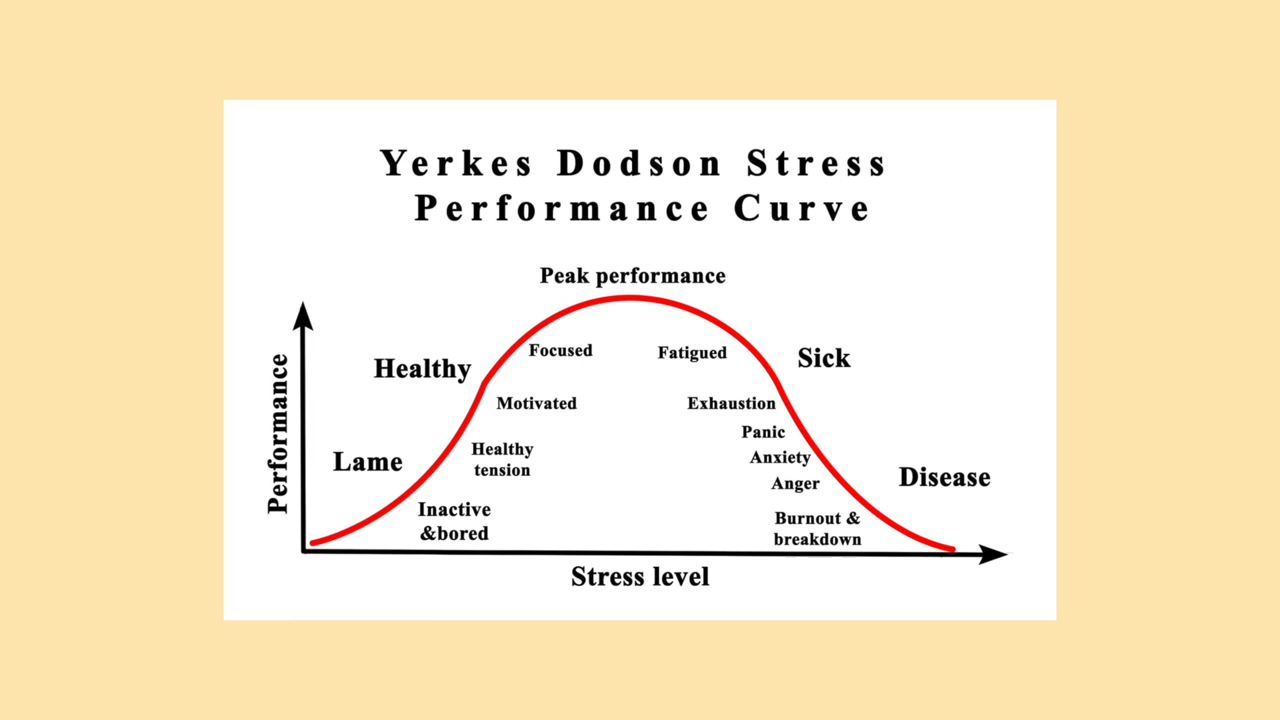 Yerkes Dodson Stress
Performance Curve
Peak performance
Healthy
Focused
Fatigued
Sick
Motivated
Exhaustion
Panic
Lame
Healthy
tension
Anxiety
Anger
Disease
Inactive
&bored
Burnout &
breakdown
Performance
Stress level